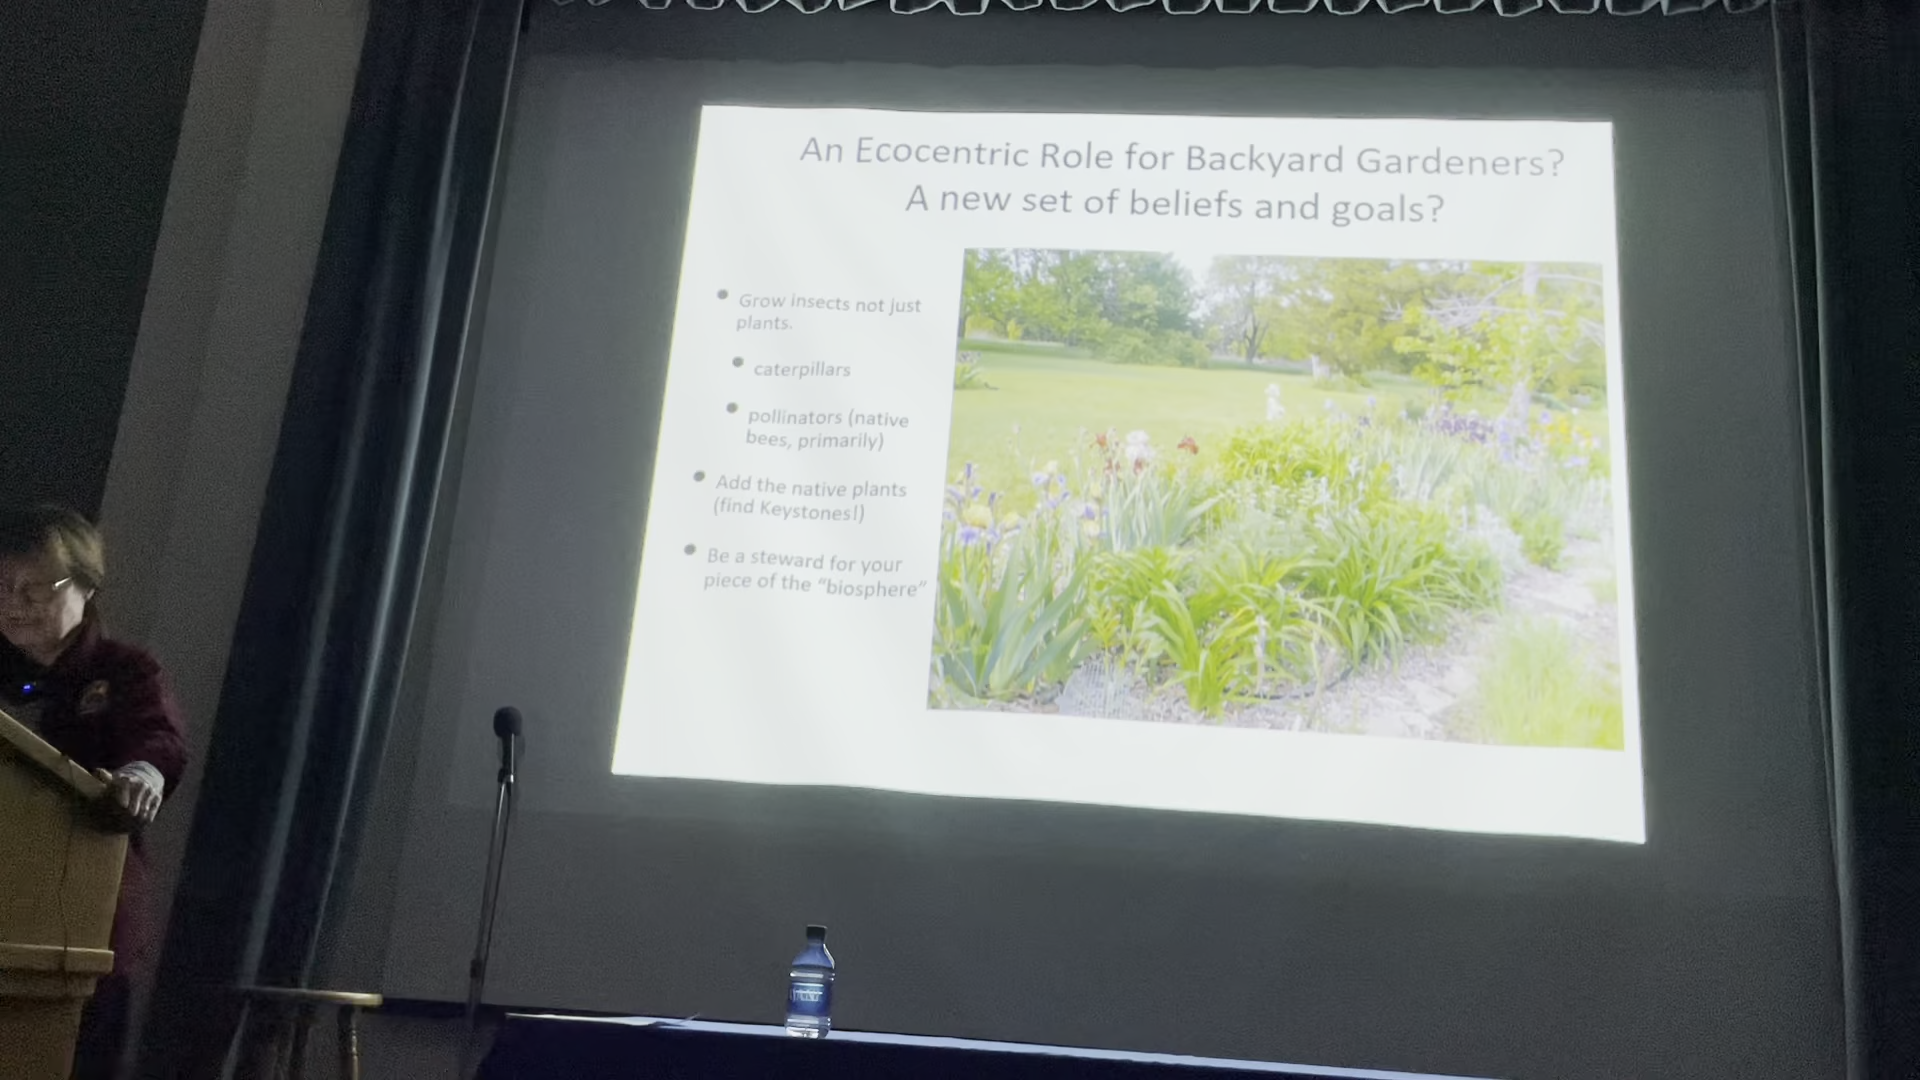 An Ecocentric Role for Backyard Gardeners?
A new set of beliefs and goals?
Grow insects not just
plants.
caterpillars
pollinators (native
bees, primarily)
Add the native plants
(find Keystones!)
Be a steward for your
piece of the “biosphere”